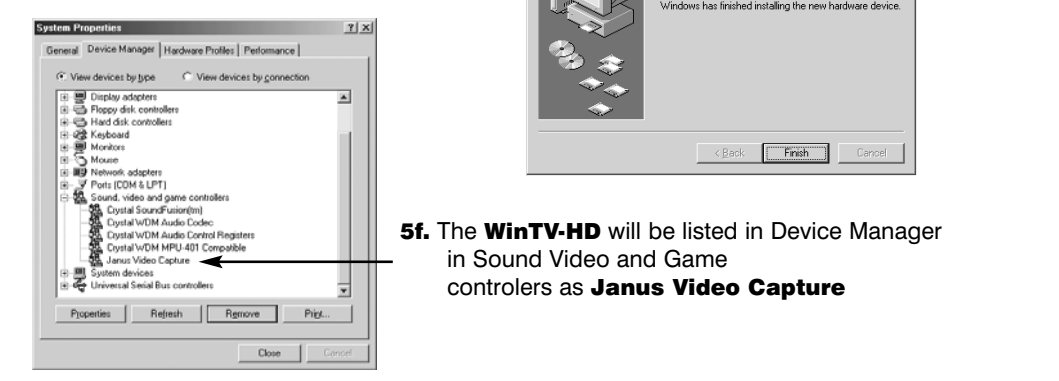 System Properties
General Device Manager Hardware Profiles Performance
View devices by type View devices by connection
Display adapters
Floppy disk controllers
Hard disk controllers
Keyboard
Monitors
Mouse
Network adapters
Ports (COM & LPT)
Sound, video and game controllers
Crystal SoundFusion(tm)
Crystal WDM Audio Codec
Crystal WDM Audio Control Registers
Crystal WDM MPU-401 Compatible
Janus Video Capture
System devices
Universal Serial Bus controllers
Properties Refresh Remove Print...
Close Cancel
Windows has finished installing the new hardware device.
< Back Finish Cancel
5f. The WinTV-HD will be listed in Device Manager
in Sound Video and Game
controlers as Janus Video Capture